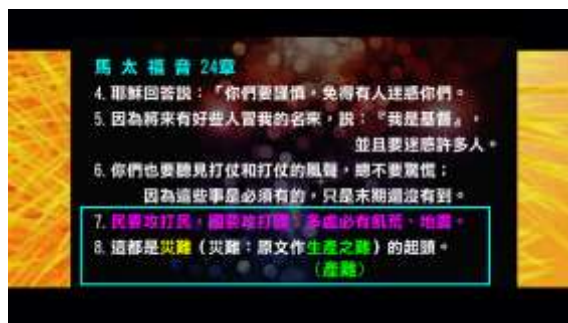 馬太福音 24章
4. 耶穌回答說：「你們要謹慎，免得有人迷惑你們。
5. 因為將來有好些人冒我的名來，說：『我是基督』，
並且要迷惑許多人。
6. 你們也要聽見打仗和打仗的風聲，總不要驚慌；
因為這些事是必須有的，只是末期還沒有到。
7. 民要攻打民，國要攻打國，多處必有飢荒、地震。
8. 這都是災難（災難：原文作生產之難）的起頭。
（產難）